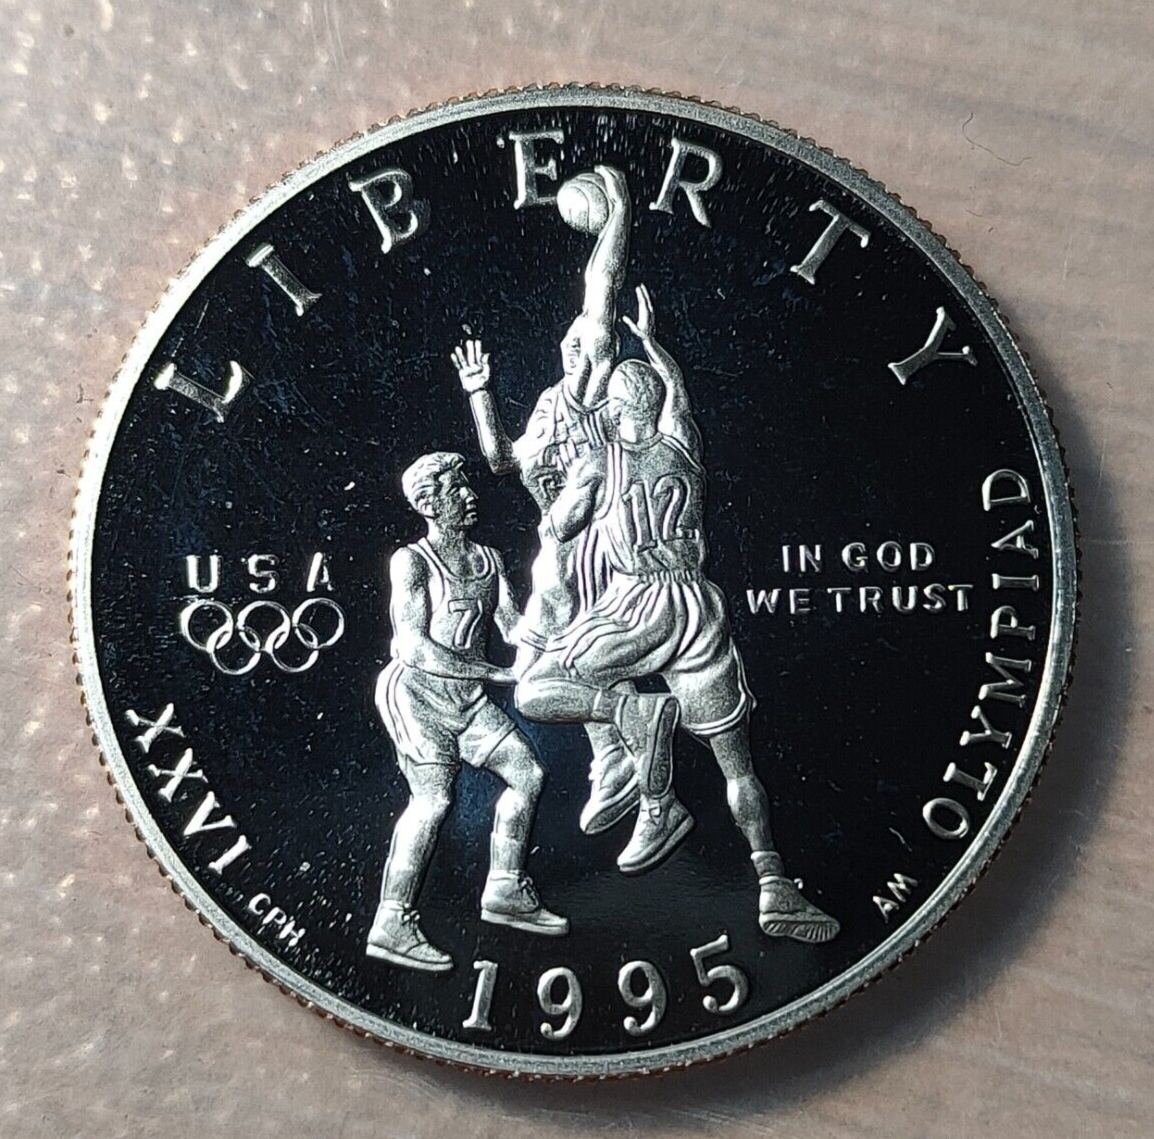 LIBERTY
12
USA
IN GOD
WE TRUST
7
XXVI OLYMPIAD
CPH
AM
1995